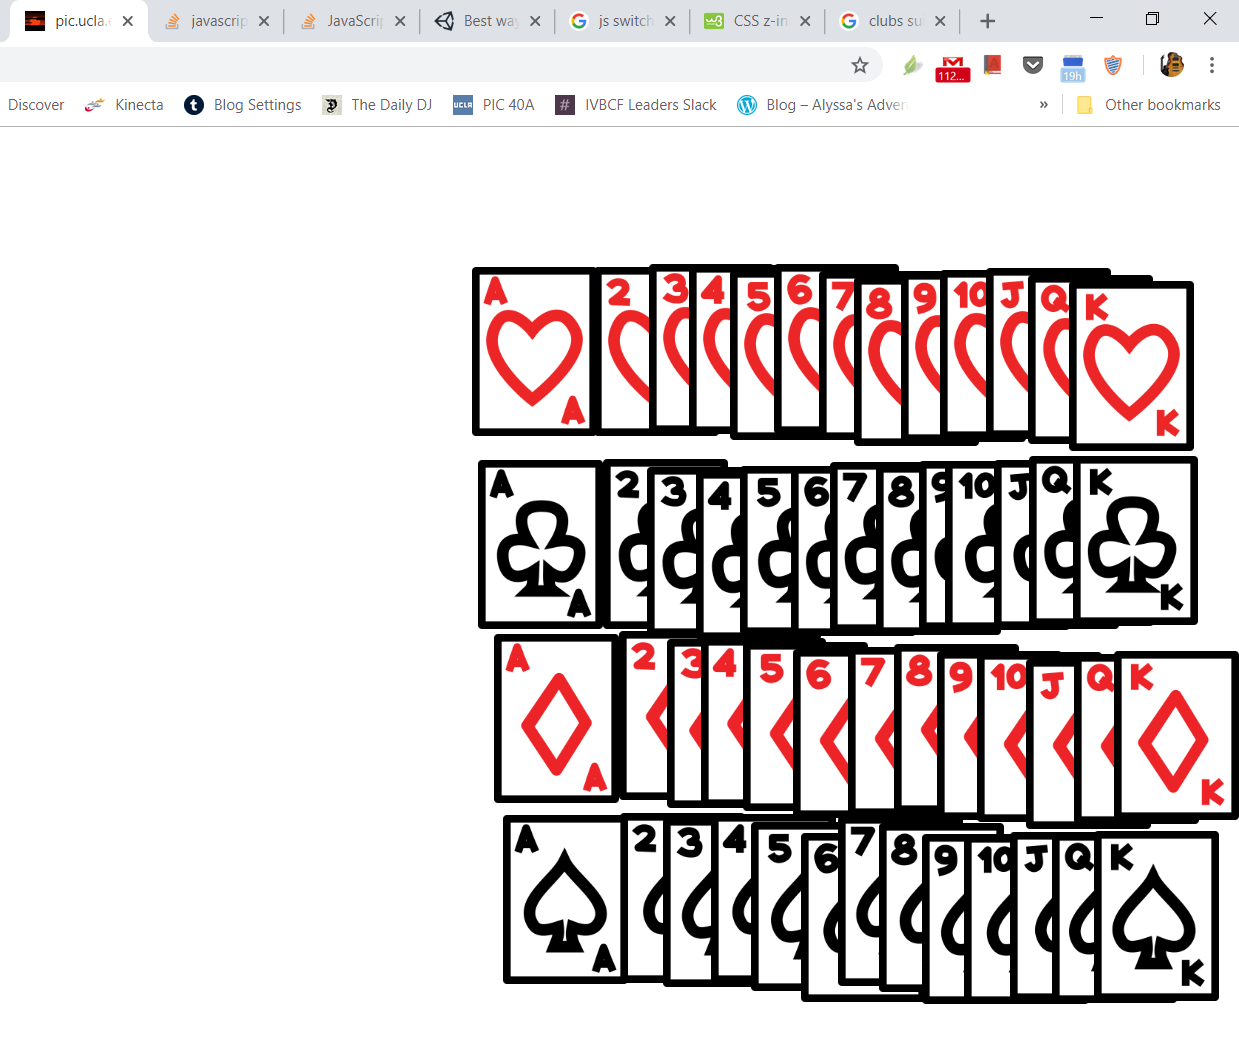 pic.ucla.e javascrip JavaScrip Best way js switch CSS z-in clubs sui
112... 19h
Discover Kinecta Blog Settings The Daily DJ UCLA PIC 40A # IVBCF Leaders Slack Blog – Alyssa's Adven » Other bookmarks
A 2 3 4 5 6 7 8 9 10 J Q K
A K
A 2 3 4 5 6 7 8 9 10 J Q K
A K
A 2 3 4 5 6 7 8 9 10 J Q K
A K
A 2 3 4 5 6 7 8 9 10 J Q K
A K